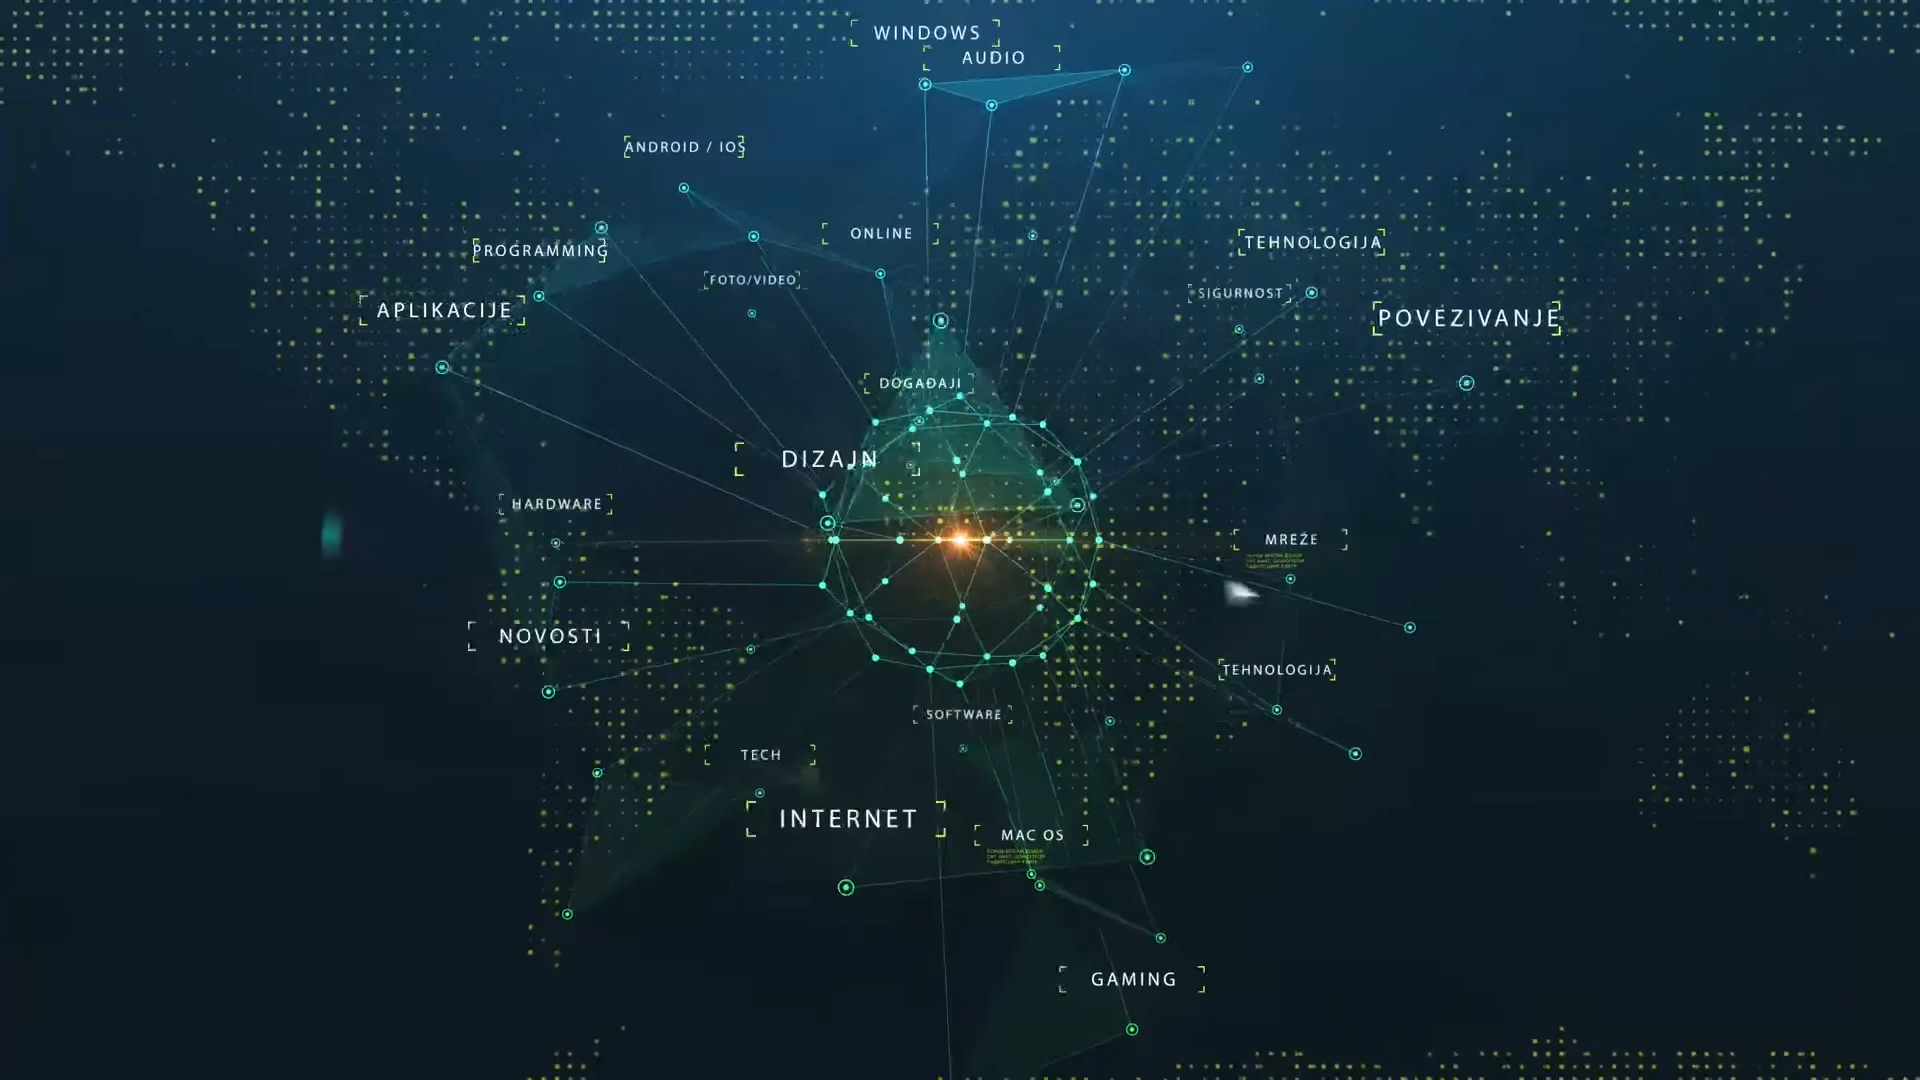 WINDOWS
AUDIO
ANDROID / IOS
ONLINE
TEHNOLOGIJA
PROGRAMMING
FOTO/VIDEO
SIGURNOST
APLIKACIJE
POVEZIVANJE
DOGAĐAJI
DIZAJN
HARDWARE
MREŽE
NOVOSTI
TEHNOLOGIJA
SOFTWARE
TECH
INTERNET
MAC OS
GAMING